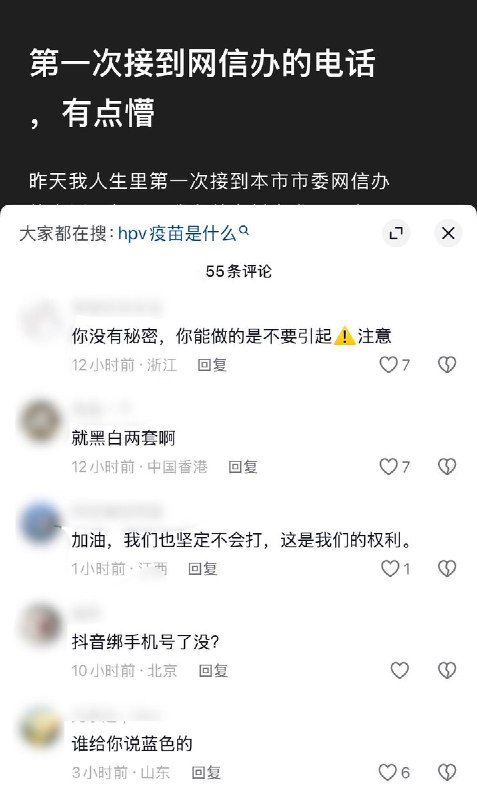 第一次接到网信办的电话
，有点懵
昨天我人生里第一次接到本市市委网信办
大家都在搜：hpv疫苗是什么
55条评论
你没有秘密，你能做的是不要引起⚠️注意
12小时前·浙江 回复 7
就黑白两套啊
12小时前·中国香港 回复 7
加油，我们也坚定不会打，这是我们的权利。
1小时前·江西 回复 1
抖音绑手机号了没？
10小时前·北京 回复
谁给你说蓝色的
3小时前·山东 回复 6